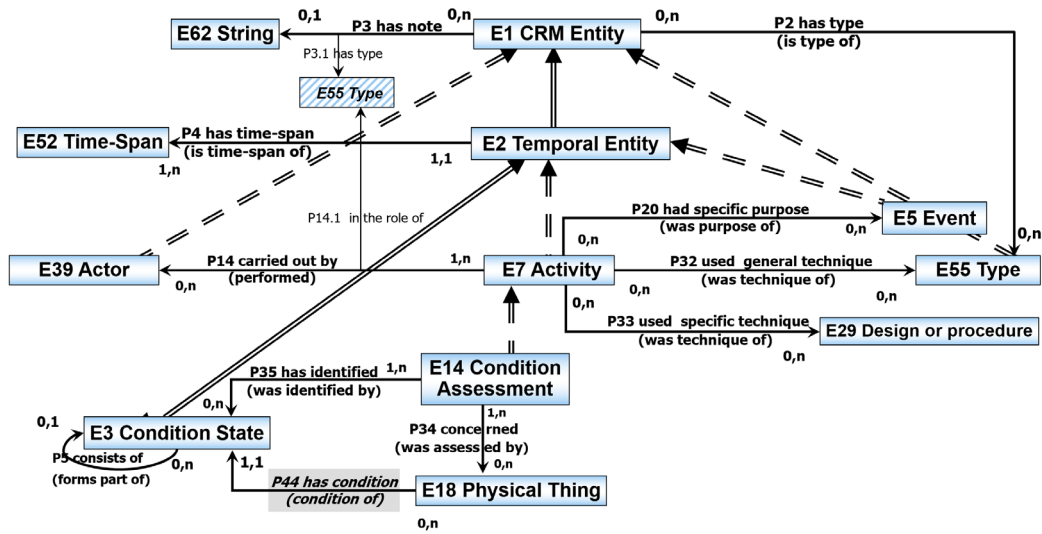 0,1
P3 has note
0,n
E62 String
E1 CRM Entity
0,n
P2 has type
(is type of)
P3.1 has type
E55 Type
E52 Time-Span
P4 has time-span
(is time-span of)
1,n
1,1
E2 Temporal Entity
P14.1 in the role of
P20 had specific purpose
(was purpose of)
0,n
0,n
E5 Event
0,n
E39 Actor
P14 carried out by
(performed)
0,n
1,n
E7 Activity
P32 used general technique
(was technique of)
0,n
0,n
E55 Type
0,n
P33 used specific technique
(was technique of)
0,n
E29 Design or procedure
P35 has identified
(was identified by)
1,n
0,n
E14 Condition
Assessment
1,n
P34 concerned
(was assessed by)
0,n
0,1
E3 Condition State
P5 consists of
(forms part of)
0,n
1,1
P44 has condition
(condition of)
E18 Physical Thing
0,n